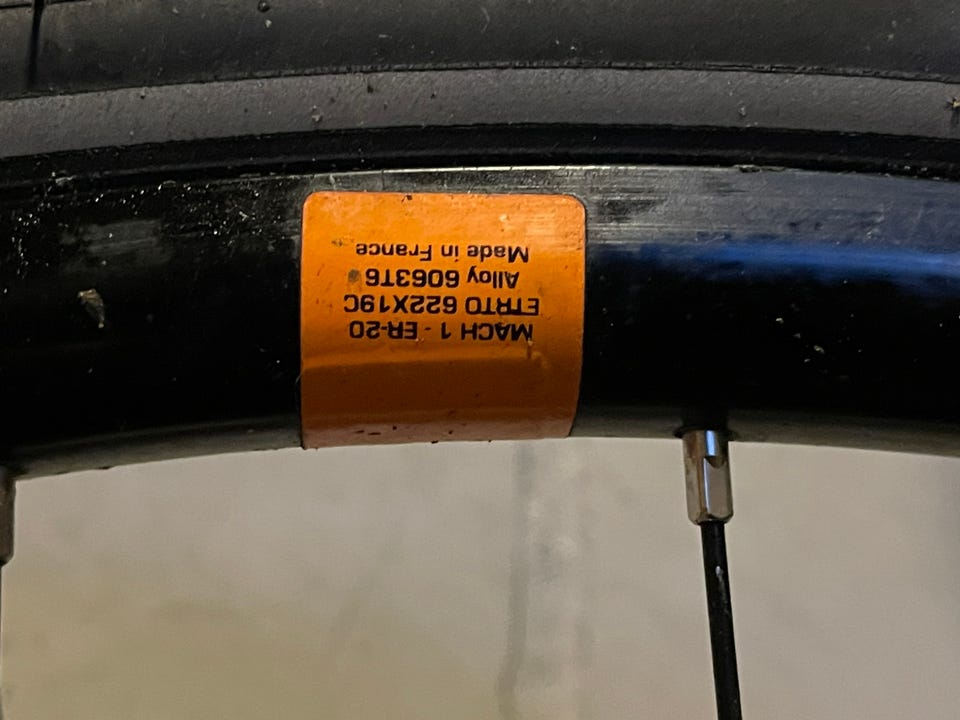 MACH 1 - ER-20
ETRTO 622X19C
Alloy 6063T6
Made in France